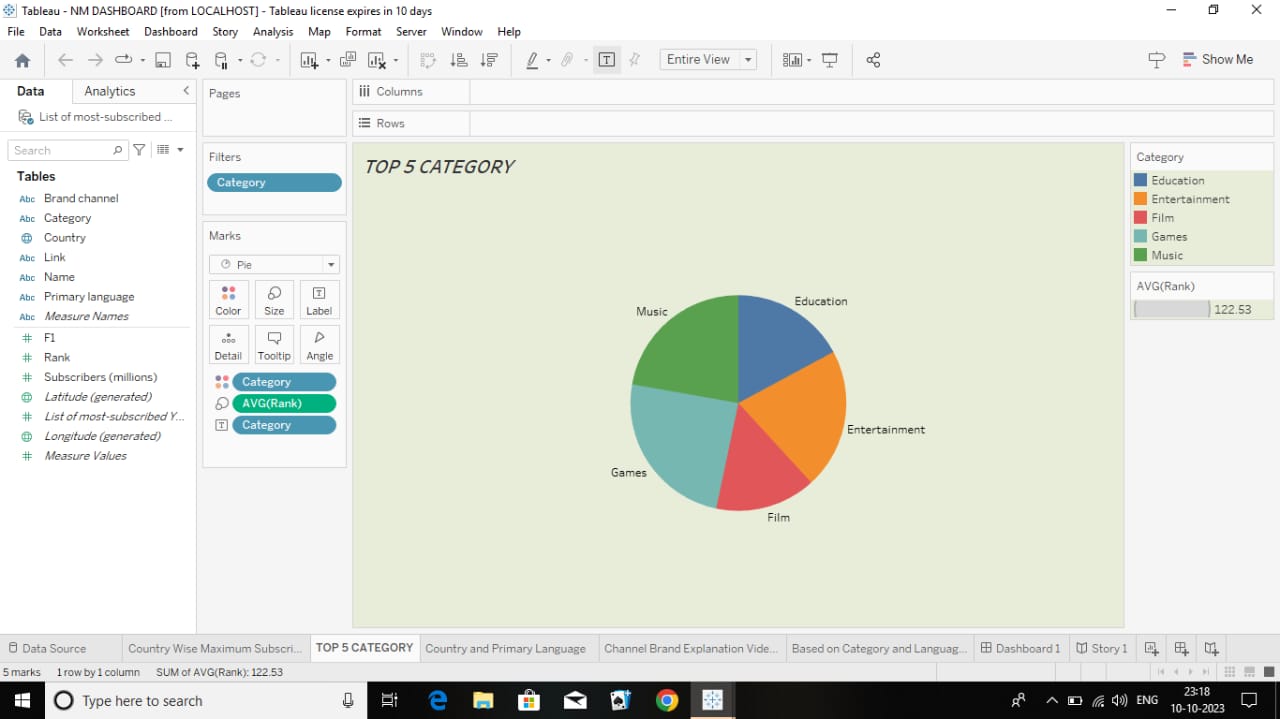 Tableau - NM DASHBOARD [from LOCALHOST] - Tableau license expires in 10 days
File Data Worksheet Dashboard Story Analysis Map Format Server Window Help
Entire View
Show Me
Data Analytics
List of most-subscribed ...
Search
Tables
Abc Brand channel
Abc Category
Country
Abc Link
Abc Name
Abc Primary language
Abc Measure Names
# F1
# Rank
# Subscribers (millions)
Latitude (generated)
# List of most-subscribed Y...
Longitude (generated)
# Measure Values
Pages
Filters
Category
Marks
Pie
Color Size Label
Detail Tooltip Angle
Category
AVG(Rank)
Category
Columns
Rows
TOP 5 CATEGORY
Education
Music
Entertainment
Games
Film
Category
Education
Entertainment
Film
Games
Music
AVG(Rank)
122.53
Data Source Country Wise Maximum Subscri... TOP 5 CATEGORY Country and Primary Language Channel Brand Explanation Vide... Based on Category and Languag... Dashboard 1 Story 1
5 marks 1 row by 1 column SUM of AVG(Rank): 122.53
Type here to search
ENG
23:18
10-10-2023